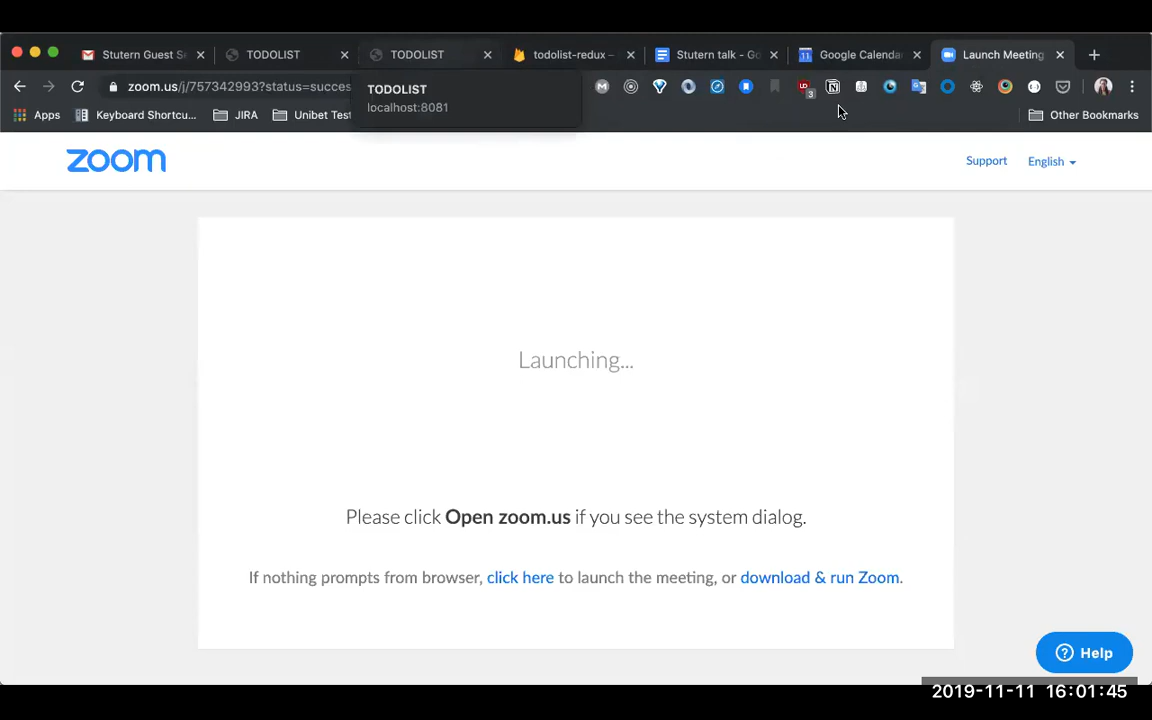 Stutern Guest Se
TODOLIST
TODOLIST
todolist-redux –
Stutern talk - Go
Google Calenda
Launch Meeting
zoom.us/j/757342993?status=succes
TODOLIST
localhost:8081
3
Apps
Keyboard Shortcu...
JIRA
Unibet Test
Other Bookmarks
zoom
Support
English
Launching...
Please click Open zoom.us if you see the system dialog.
If nothing prompts from browser, click here to launch the meeting, or download & run Zoom.
Help
2019-11-11 16:01:45